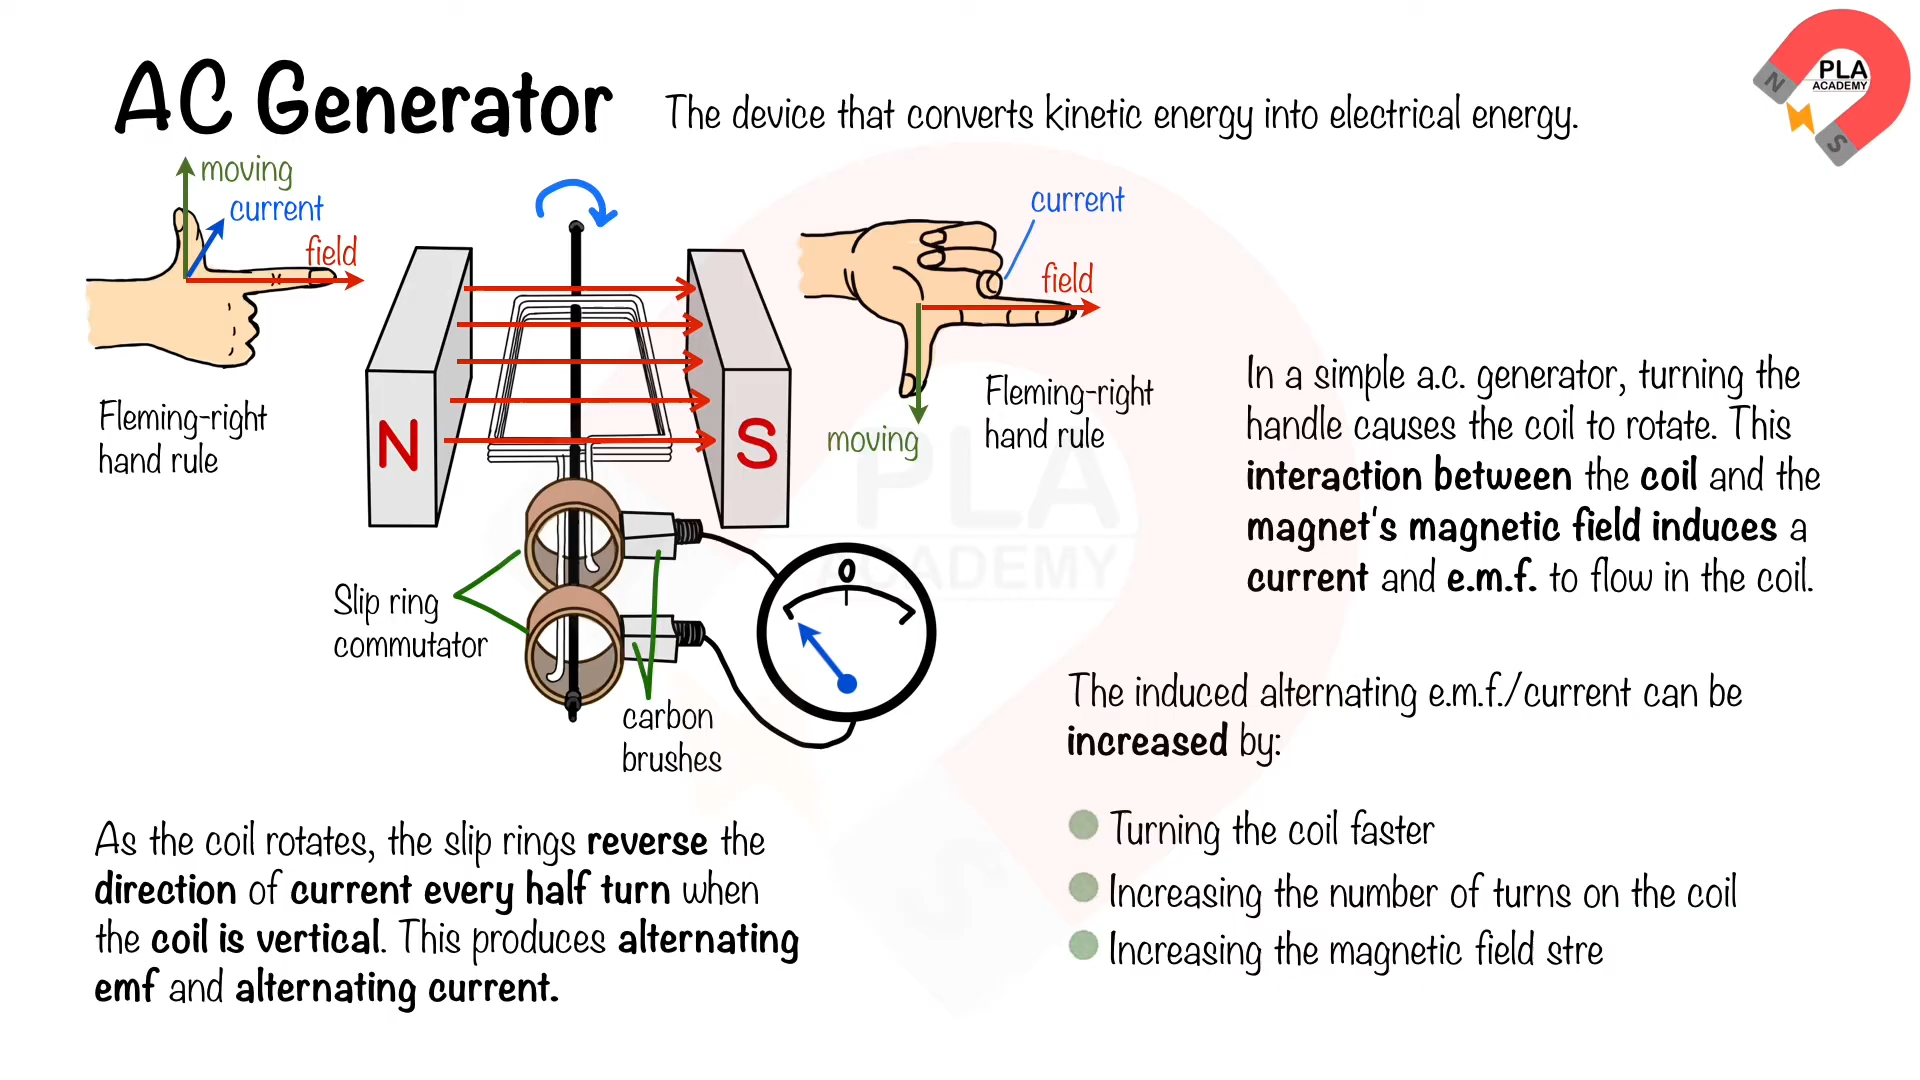 AC Generator
The device that converts kinetic energy into electrical energy.
N
PLA
ACADEMY
S
moving
current
field
Fleming-right
hand rule
N
S
current
field
moving
Fleming-right
hand rule
In a simple a.c. generator, turning the
handle causes the coil to rotate. This
interaction between the coil and the
magnet's magnetic field induces a
current and e.m.f. to flow in the coil.
PLA
ACADEMY
S
0
Slip ring
commutator
carbon
brushes
The induced alternating e.m.f./current can be
increased by:
Turning the coil faster
Increasing the number of turns on the coil
Increasing the magnetic field stre
As the coil rotates, the slip rings reverse the
direction of current every half turn when
the coil is vertical. This produces alternating
emf and alternating current.